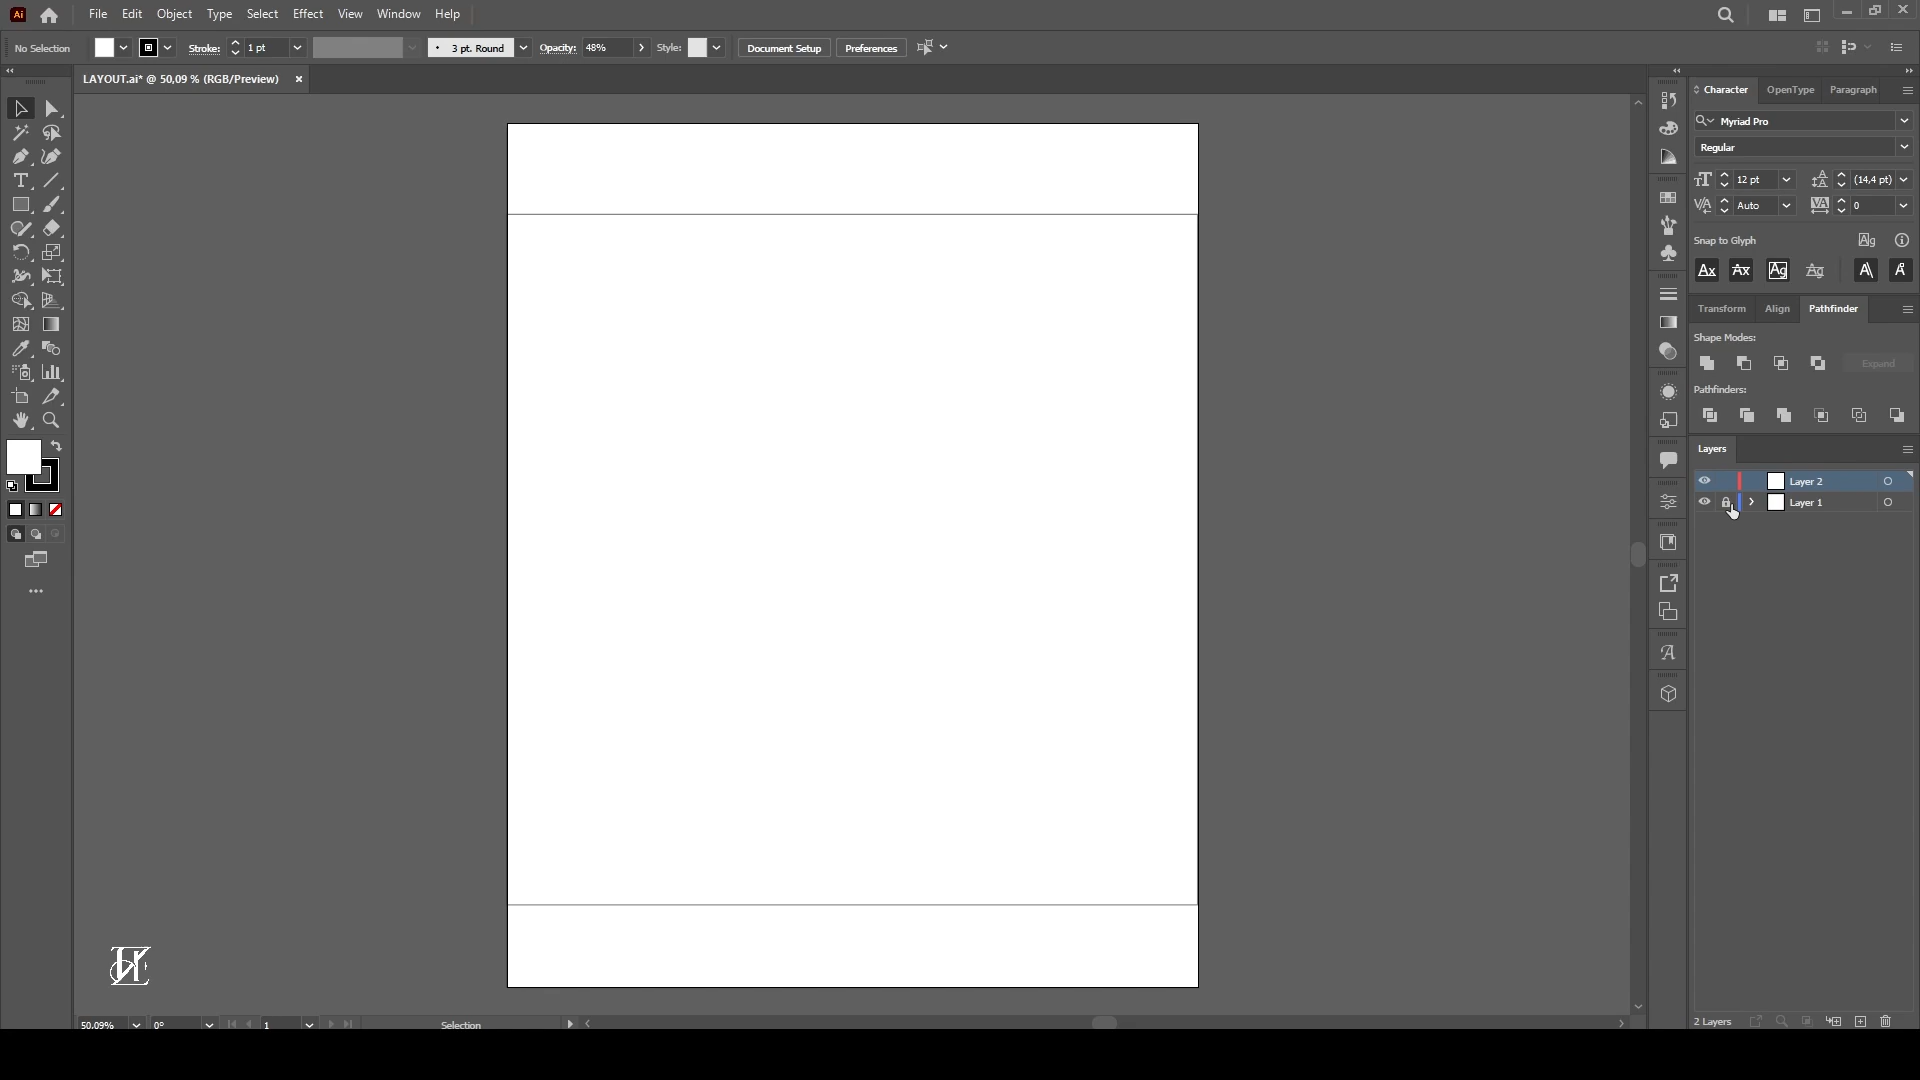 Ai File Edit Object Type Select Effect View Window Help
No Selection Stroke: 1 pt 3 pt. Round Opacity: 48% Style: Document Setup Preferences
LAYOUT.ai* @ 50,09 % (RGB/Preview)
Character OpenType Paragraph
Myriad Pro
Regular
12 pt (14,4 pt)
Auto 0
Snap to Glyph
Transform Align Pathfinder
Shape Modes:
Expand
Pathfinders:
Layers
Layer 2
Layer 1
50,09% 0° 1 Selection
2 Layers